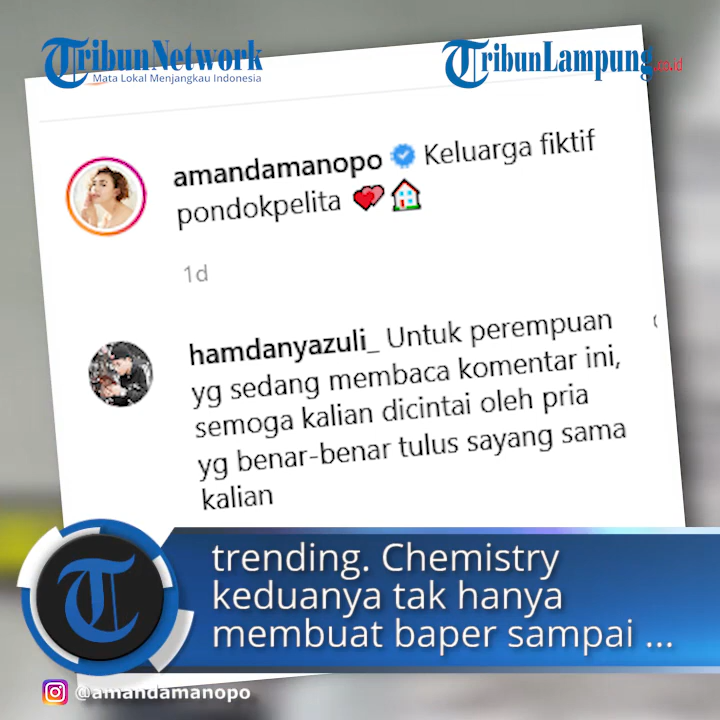 TribunNetwork
Mata Lokal Menjangkau Indonesia
TribunLampung.co.id
amandamanopo Keluarga fiktif
pondokpelita
1d
hamdanyazuli_ Untuk perempuan
yg sedang membaca komentar ini,
semoga kalian dicintai oleh pria
yg benar-benar tulus sayang sama
kalian
trending. Chemistry
keduanya tak hanya
membuat baper sampai ...
@amandamanopo